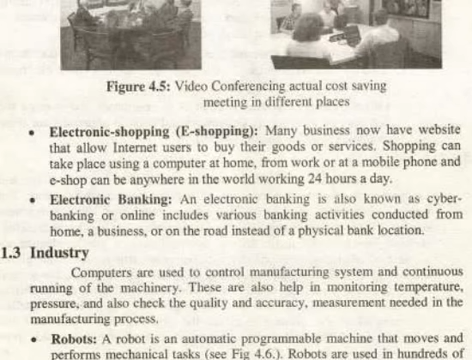 Figure 4.5: Video Conferencing actual cost saving
meeting in different places
• Electronic-shopping (E-shopping): Many business now have website
that allow Internet users to buy their goods or services. Shopping can
take place using a computer at home, from work or at a mobile phone and
e-shop can be anywhere in the world working 24 hours a day.
• Electronic Banking: An electronic banking is also known as cyber-
banking or online includes various banking activities conducted from
home, a business, or on the road instead of a physical bank location.
1.3 Industry
Computers are used to control manufacturing system and continuous
running of the machinery. These are also help in monitoring temperature,
pressure, and also check the quality and accuracy, measurement needed in the
manufacturing process.
• Robots: A robot is an automatic programmable machine that moves and
performs mechanical tasks (see Fig 4.6.). Robots are used in hundreds of